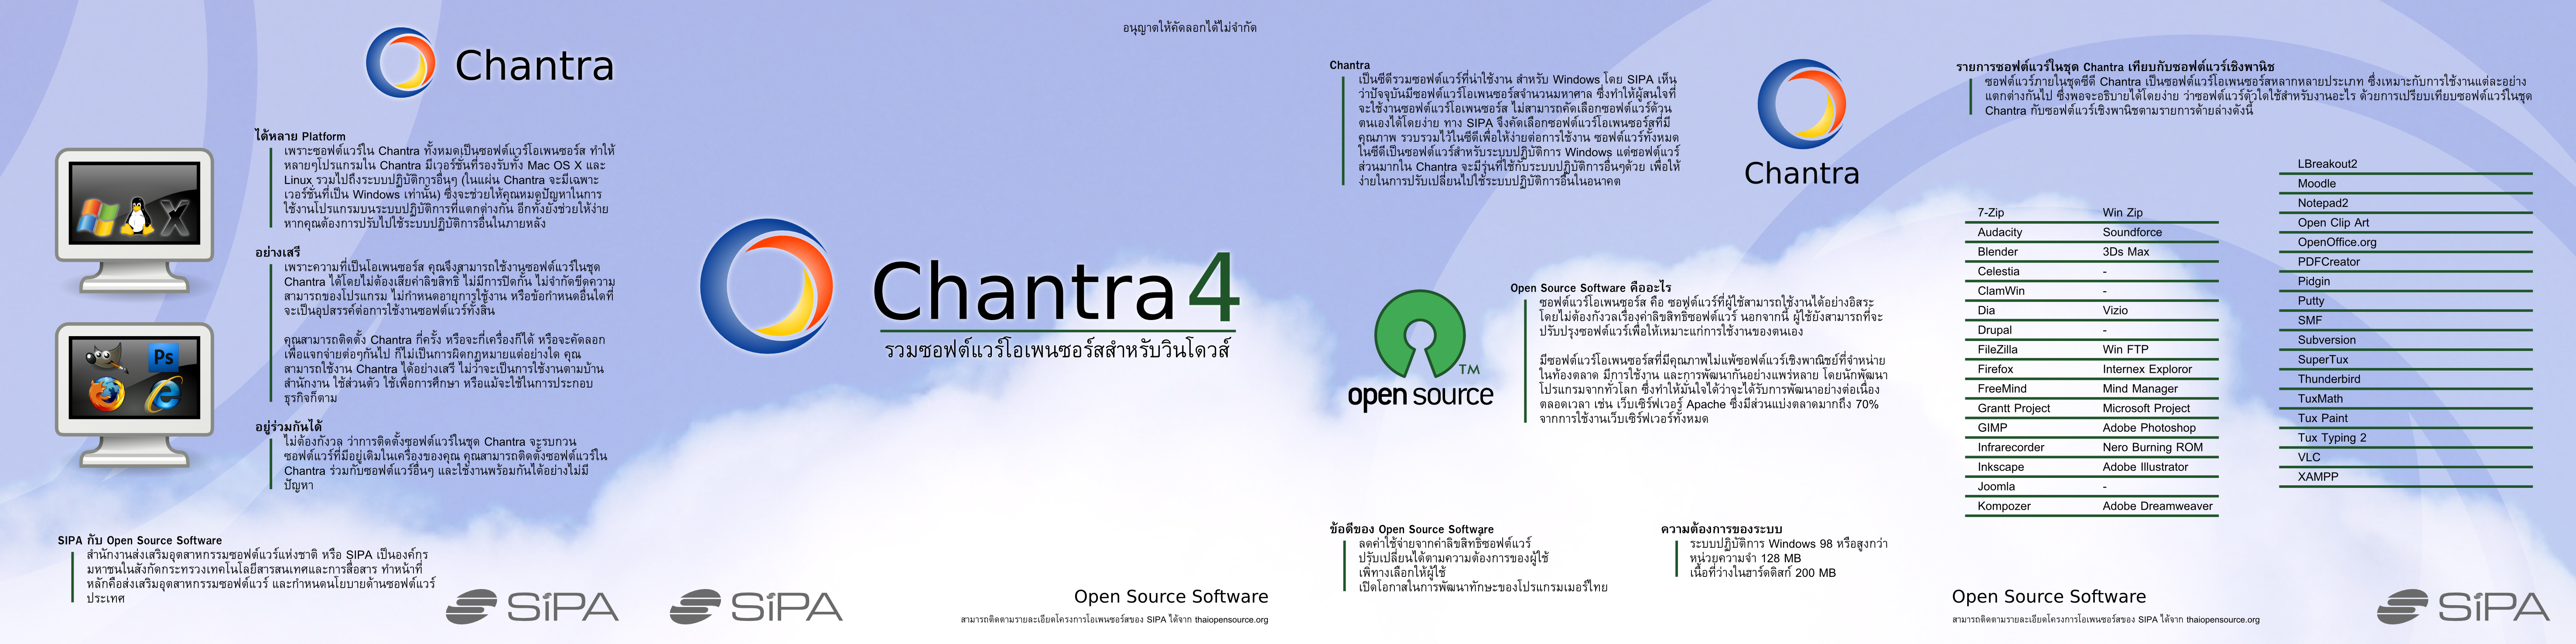 Chantra
ได้หลาย Platform
เพราะซอฟต์แวร์ใน Chantra ทั้งหมดเป็นซอฟต์แวร์โอเพนซอร์ส ทำให้
หลายๆโปรแกรมใน Chantra มีเวอร์ชั่นที่รองรับทั้ง Mac OS X และ
Linux รวมไปถึงระบบปฏิบัติการอื่นๆ (ในแผ่น Chantra จะมีเฉพาะ
เวอร์ชั่นที่เป็น Windows เท่านั้น) ซึ่งจะช่วยให้คุณหมดปัญหาในการ
ใช้งานโปรแกรมบนระบบปฏิบัติการที่แตกต่างกัน อีกทั้งยังช่วยให้ง่าย
หากคุณต้องการปรับไปใช้ระบบปฏิบัติการอื่นในภายหลัง
อย่างเสรี
เพราะความที่เป็นโอเพนซอร์ส คุณจึงสามารถใช้งานซอฟต์แวร์ในชุด
Chantra ได้โดยไม่ต้องเสียค่าลิขสิทธิ์ ไม่มีการปิดกั้น ไม่จำกัดขีดความ
สามารถของโปรแกรม ไม่กำหนดอายุการใช้งาน หรือข้อกำหนดอื่นใดที่
จะเป็นอุปสรรค์ต่อการใช้งานซอฟต์แวร์ทั้งสิ้น
คุณสามารถติดตั้ง Chantra กี่ครั้ง หรือจะกี่เครื่องก็ได้ หรือจะคัดลอก
เพื่อแจกจ่ายต่อๆกันไป ก็ไม่เป็นการผิดกฎหมายแต่อย่างใด คุณ
สามารถใช้งาน Chantra ได้อย่างเสรี ไม่ว่าจะเป็นการใช้งานตามบ้าน
สำนักงาน ใช้ส่วนตัว ใช้เพื่อการศึกษา หรือแม้จะใช้ในการประกอบ
ธุรกิจก็ตาม
Ps
อยู่ร่วมกันได้
ไม่ต้องกังวล ว่าการติดตั้งซอฟต์แวร์ในชุด Chantra จะรบกวน
ซอฟต์แวร์ที่มีอยู่เดิมในเครื่องของคุณ คุณสามารถติดตั้งซอฟต์แวร์ใน
Chantra ร่วมกับซอฟต์แวร์อื่นๆ และใช้งานพร้อมกันได้อย่างไม่มี
ปัญหา
SIPA กับ Open Source Software
สำนักงานส่งเสริมอุตสาหกรรมซอฟต์แวร์แห่งชาติ หรือ SIPA เป็นองค์กร
มหาชนในสังกัดกระทรวงเทคโนโลยีสารสนเทศและการสื่อสาร ทำหน้าที่
หลักคือส่งเสริมอุตสาหกรรมซอฟต์แวร์ และกำหนดนโยบายด้านซอฟต์แวร์
ประเทศ
SiPA
อนุญาตให้คัดลอกได้ไม่จำกัด
Chantra 4
รวมซอฟต์แวร์โอเพนซอร์สสำหรับวินโดวส์
SiPA
Open Source Software
สามารถติดตามรายละเอียดโครงการโอเพนซอร์สของ SIPA ได้จาก thaiopensource.org
Chantra
เป็นซีดีรวมซอฟต์แวร์ที่น่าใช้งาน สำหรับ Windows โดย SIPA เห็น
ว่าปัจจุบันมีซอฟต์แวร์โอเพนซอร์สจำนวนมหาศาล ซึ่งทำให้ผู้สนใจที่
จะใช้งานซอฟต์แวร์โอเพนซอร์ส ไม่สามารถคัดเลือกซอฟต์แวร์ด้วน
ตนเองได้โดยง่าย ทาง SIPA จึงคัดเลือกซอฟต์แวร์โอเพนซอร์สที่มี
คุณภาพ รวบรวมไว้ในซีดีเพื่อให้ง่ายต่อการใช้งาน ซอฟต์แวร์ทั้งหมด
ในซีดีเป็นซอฟต์แวร์สำหรับระบบปฏิบัติการ Windows แต่ซอฟต์แวร์
ส่วนมากใน Chantra จะมีรุ่นที่ใช้กับระบบปฏิบัติการอื่นๆด้วย เพื่อให้
ง่ายในการปรับเปลี่ยนไปใช้ระบบปฏิบัติการอื่นในอนาคต
Chantra
Open Source Software คืออะไร
ซอฟต์แวร์โอเพนซอร์ส คือ ซอฟต์แวร์ที่ผู้ใช้สามารถใช้งานได้อย่างอิสระ
โดยไม่ต้องกังวลเรื่องค่าลิขสิทธิ์ซอฟต์แวร์ นอกจากนี้ ผู้ใช้ยังสามารถที่จะ
ปรับปรุงซอฟต์แวร์เพื่อให้เหมาะแก่การใช้งานของตนเอง
มีซอฟต์แวร์โอเพนซอร์สที่มีคุณภาพไม่แพ้ซอฟต์แวร์เชิงพาณิชย์ที่จำหน่าย
ในท้องตลาด มีการใช้งาน และการพัฒนากันอย่างแพร่หลาย โดยนักพัฒนา
โปรแกรมจากทั่วโลก ซึ่งทำให้มั่นใจได้ว่าจะได้รับการพัฒนาอย่างต่อเนื่อง
ตลอดเวลา เช่น เว็บเซิร์ฟเวอร์ Apache ซึ่งมีส่วนแบ่งตลาดมากถึง 70%
จากการใช้งานเว็บเซิร์ฟเวอร์ทั้งหมด
TM
open source
ข้อดีของ Open Source Software
ลดค่าใช้จ่ายจากค่าลิขสิทธิ์ซอฟต์แวร์
ปรับเปลี่ยนได้ตามความต้องการของผู้ใช้
เพิ่ทางเลือกให้ผู้ใช้
เปิดโอกาสในการพัฒนาทักษะของโปรแกรมเมอร์ไทย
ความต้องการของระบบ
ระบบปฏิบัติการ Windows 98 หรือสูงกว่า
หน่วยความจำ 128 MB
เนื้อที่ว่างในฮาร์ดดิสก์ 200 MB
รายการซอฟต์แวร์ในชุด Chantra เทียบกับซอฟต์แวร์เชิงพานิช
ซอฟต์แวร์ภายในชุดซีดี Chantra เป็นซอฟต์แวร์โอเพนซอร์สหลากหลายประเภท ซึ่งเหมาะกับการใช้งานแต่ละอย่าง
แตกต่างกันไป ซึ่งพอจะอธิบายได้โดยง่าย ว่าซอฟต์แวร์ตัวใดใช้สำหรับงานอะไร ด้วยการเปรียบเทียบซอฟต์แวร์ในชุด
Chantra กับซอฟต์แวร์เชิงพานิชตามรายการด้ายล่างดังนี้
7-Zip Win Zip
Audacity Soundforce
Blender 3Ds Max
Celestia -
ClamWin -
Dia Vizio
Drupal -
FileZilla Win FTP
Firefox Internex Exploror
FreeMind Mind Manager
Grantt Project Microsoft Project
GIMP Adobe Photoshop
Infrarecorder Nero Burning ROM
Inkscape Adobe Illustrator
Joomla -
Kompozer Adobe Dreamweaver
LBreakout2
Moodle
Notepad2
Open Clip Art
OpenOffice.org
PDFCreator
Pidgin
Putty
SMF
Subversion
SuperTux
Thunderbird
TuxMath
Tux Paint
Tux Typing 2
VLC
XAMPP
Open Source Software
สามารถติดตามรายละเอียดโครงการโอเพนซอร์สของ SIPA ได้จาก thaiopensource.org
SiPA